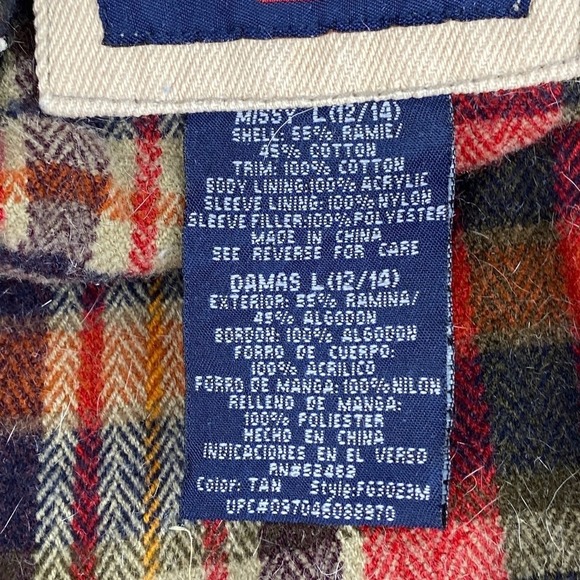 MISSY L(12/14)
SHELL: 55% RAMIE/
45% COTTON
TRIM: 100% COTTON
BODY LINING:100% ACRYLIC
SLEEVE LINING:100% NYLON
SLEEVE FILLER:100% POLYESTER
MADE IN CHINA
SEE REVERSE FOR CARE
DAMAS L(12/14)
EXTERIOR: 55% RAMINA/
45% ALGODON
BORDON: 100% ALGODON
FORRO DE CUERPO:
100% ACRILICO
FORRO DE MANGA: 100% NILON
RELLENO DE MANGA:
100% POLIESTER
HECHO EN CHINA
INDICACIONES EN EL VERSO
RN#52469
Color: TAN Style:FG3023M
UPC#037046088970